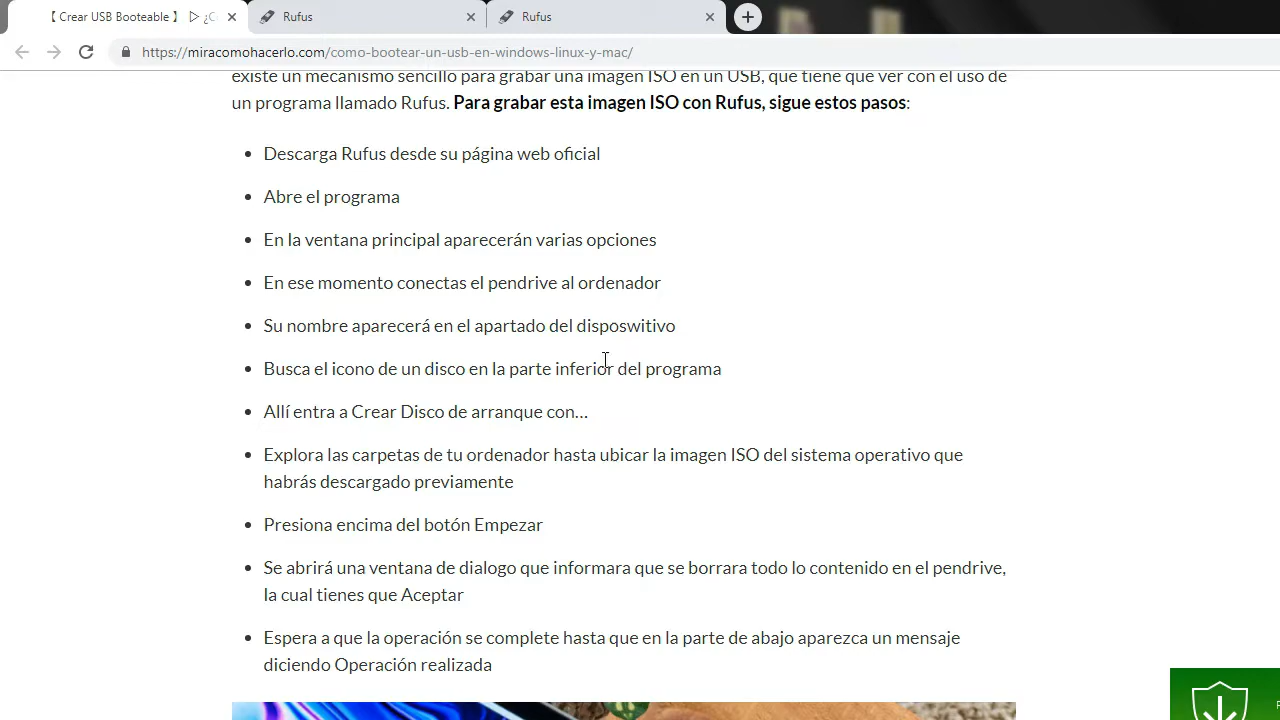 【 Crear USB Booteable 】 ▷ ¿C
Rufus
Rufus
https://miracomohacerlo.com/como-bootear-un-usb-en-windows-linux-y-mac/
existe un mecanismo sencillo para grabar una imagen ISO en un USB, que tiene que ver con el uso de
un programa llamado Rufus. Para grabar esta imagen ISO con Rufus, sigue estos pasos:
• Descarga Rufus desde su página web oficial
• Abre el programa
• En la ventana principal aparecerán varias opciones
• En ese momento conectas el pendrive al ordenador
• Su nombre aparecerá en el apartado del disposwitivo
• Busca el icono de un disco en la parte inferior del programa
• Allí entra a Crear Disco de arranque con…
• Explora las carpetas de tu ordenador hasta ubicar la imagen ISO del sistema operativo que
habrás descargado previamente
• Presiona encima del botón Empezar
• Se abrirá una ventana de dialogo que informara que se borrara todo lo contenido en el pendrive,
la cual tienes que Aceptar
• Espera a que la operación se complete hasta que en la parte de abajo aparezca un mensaje
diciendo Operación realizada